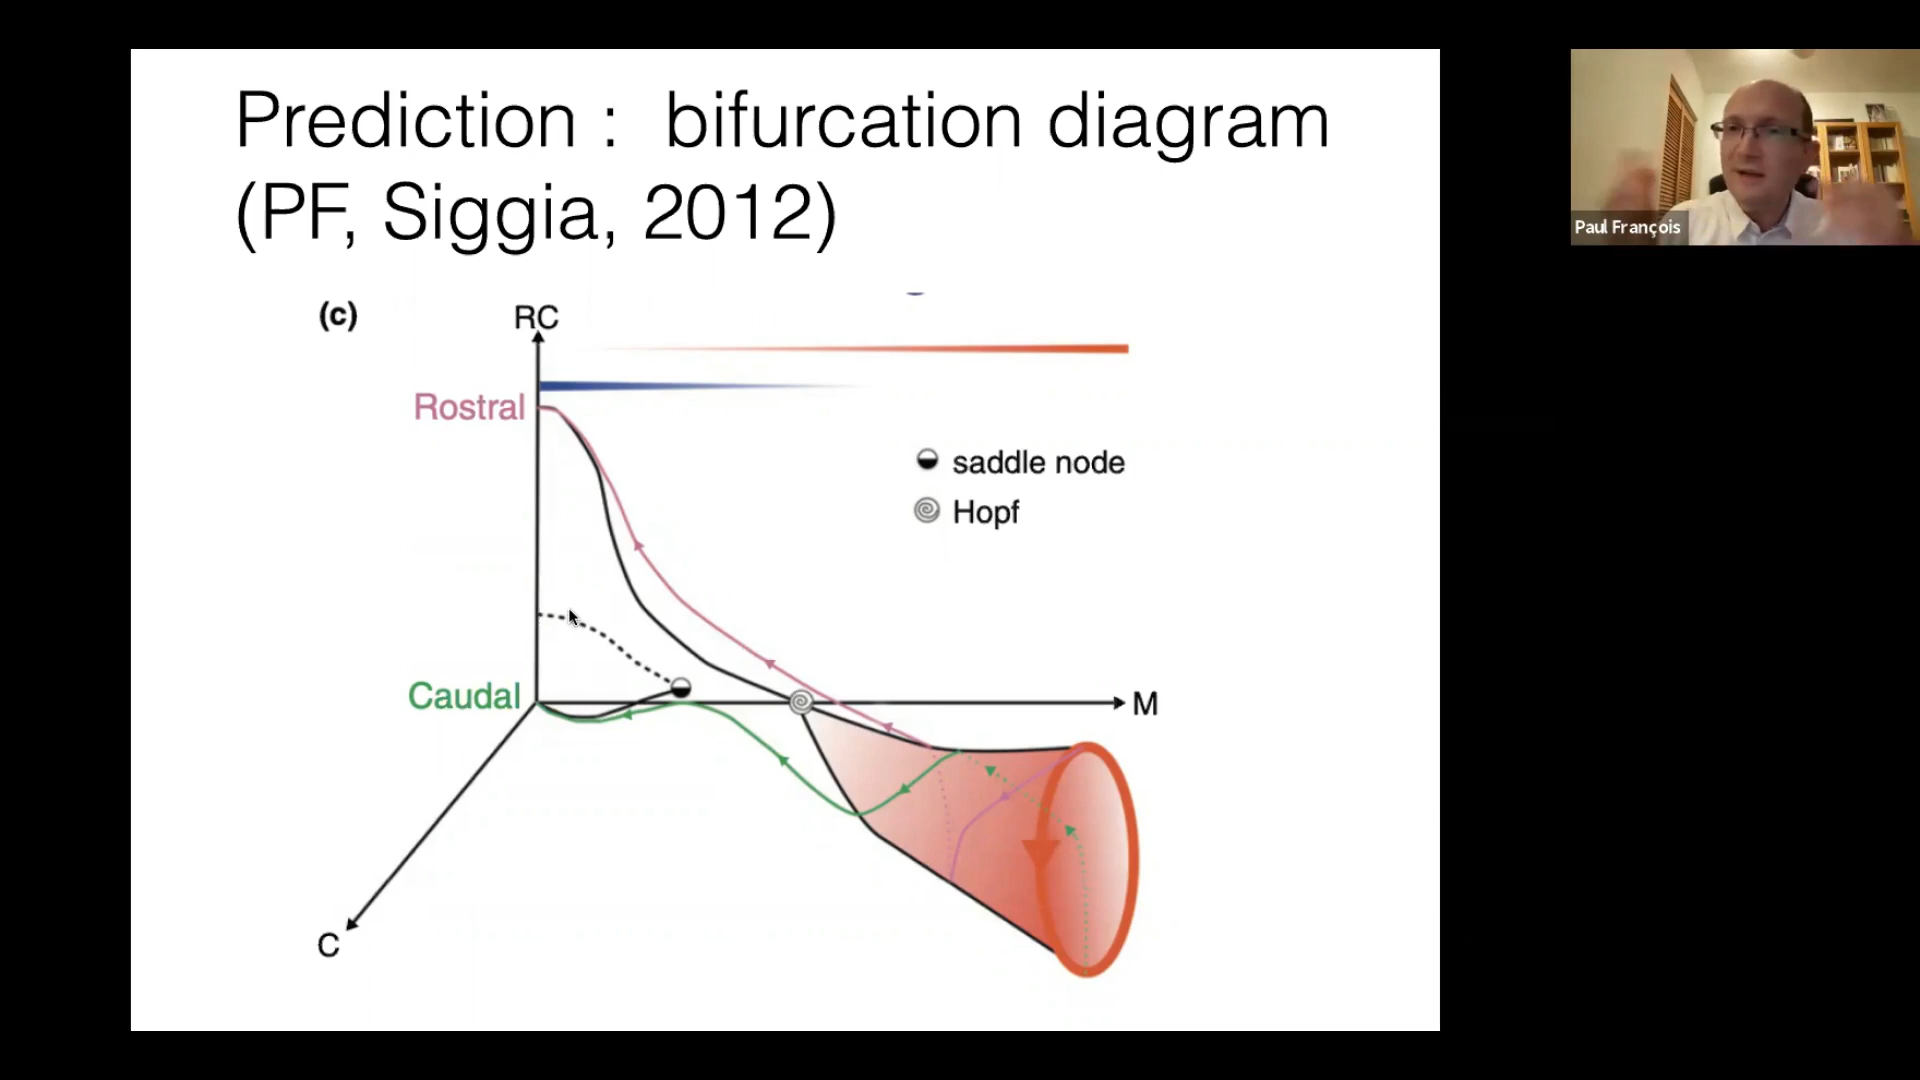 Prediction : bifurcation diagram
(PF, Siggia, 2012)
Paul François
(c)
RC
Rostral
saddle node
Hopf
Caudal
M
C